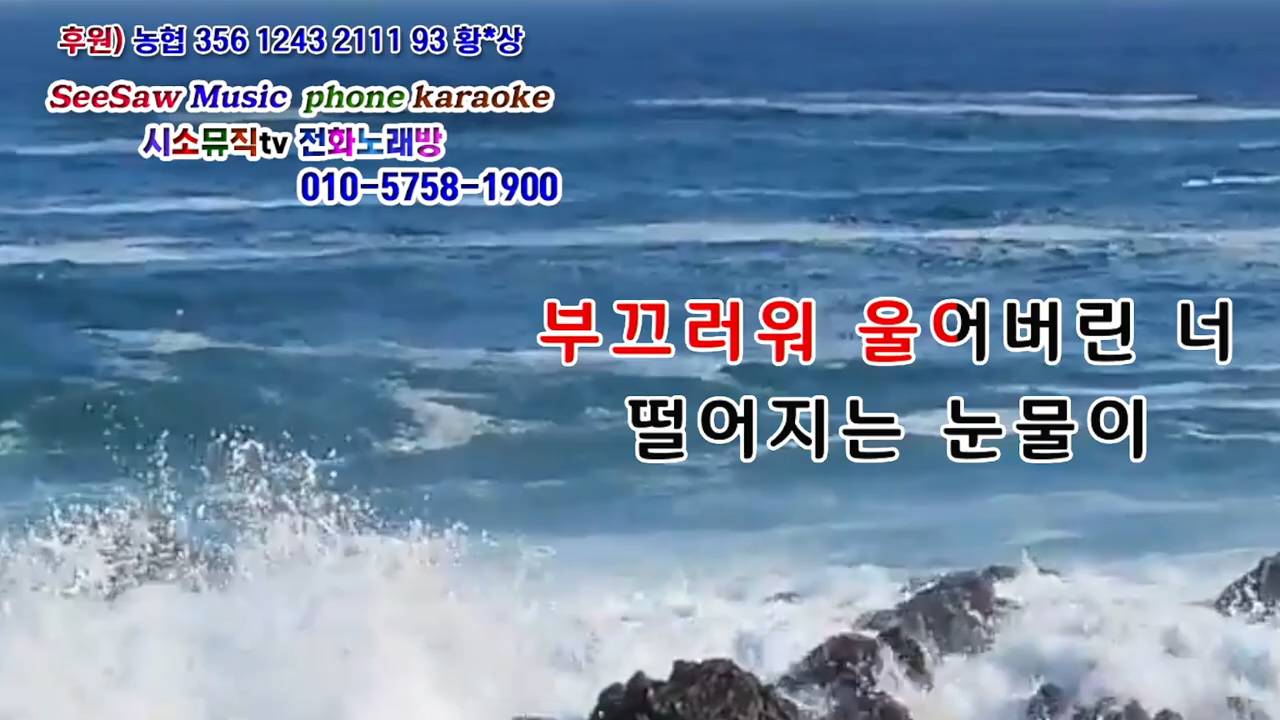 후원) 농협 356 1243 2111 93 황*상
SeeSaw Music phone karaoke
시소뮤직tv 전화노래방
010-5758-1900
부끄러워 울어버린 너
떨어지는 눈물이